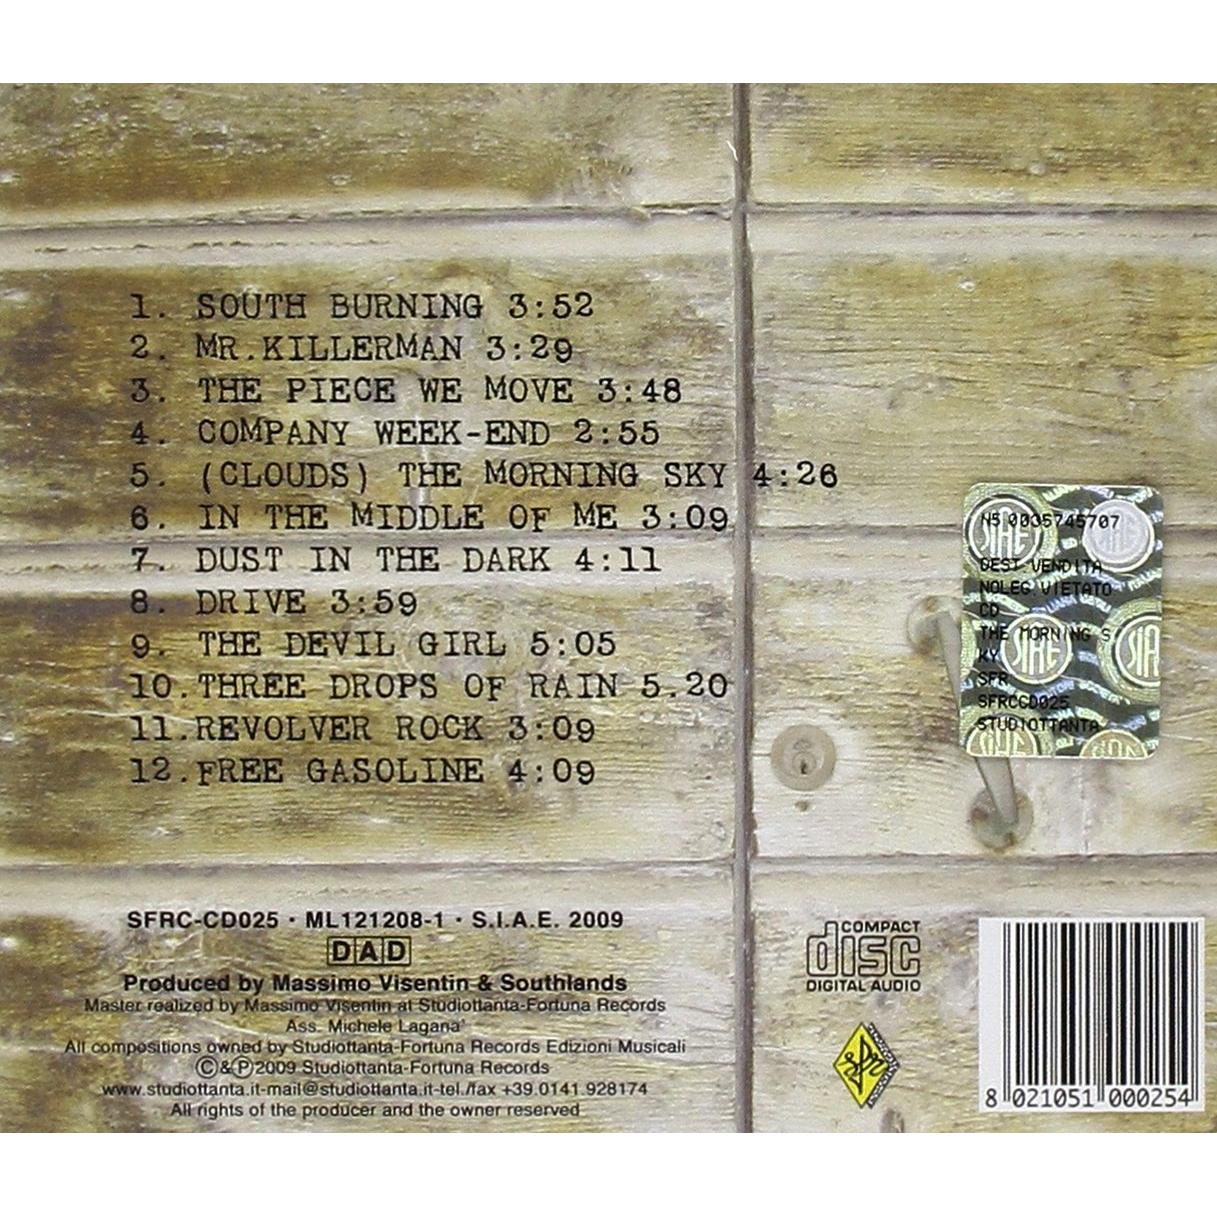 1. SOUTH BURNING 3:52
2. MR.KILLERMAN 3:29
3. THE PIECE WE MOVE 3:48
4. COMPANY WEEK-END 2:55
5. (CLOUDS) THE MORNING SKY 4:26
6. IN THE MIDDLE OF ME 3:09
7. DUST IN THE DARK 4:11
8. DRIVE 3:59
9. THE DEVIL GIRL 5:05
10.THREE DROPS OF RAIN 5.20
11.REVOLVER ROCK 3:09
12.FREE GASOLINE 4:09
NS 0005745707
DEST.VENDITA
NOLEG.VIETATO
CD
THE MORNING S
KY
SFR
SFRCCD025
STUDIOTTANTA
SIAE
SFRC-CD025 · ML121208-1 · S.I.A.E. 2009
DAD
Produced by Massimo Visentin & Southlands
Master realized by Massimo Visentin at Studiottanta-Fortuna Records
Ass. Michele Lagana'
All compositions owned by Studiottanta-Fortuna Records Edizioni Musicali
©&℗2009 Studiottanta-Fortuna Records
www.studiottanta.it-mail@studiottanta.it-tel./fax +39.0141.928174
All rights of the producer and the owner reserved
COMPACT
disc
DIGITAL AUDIO
sfr
8 021051 000254